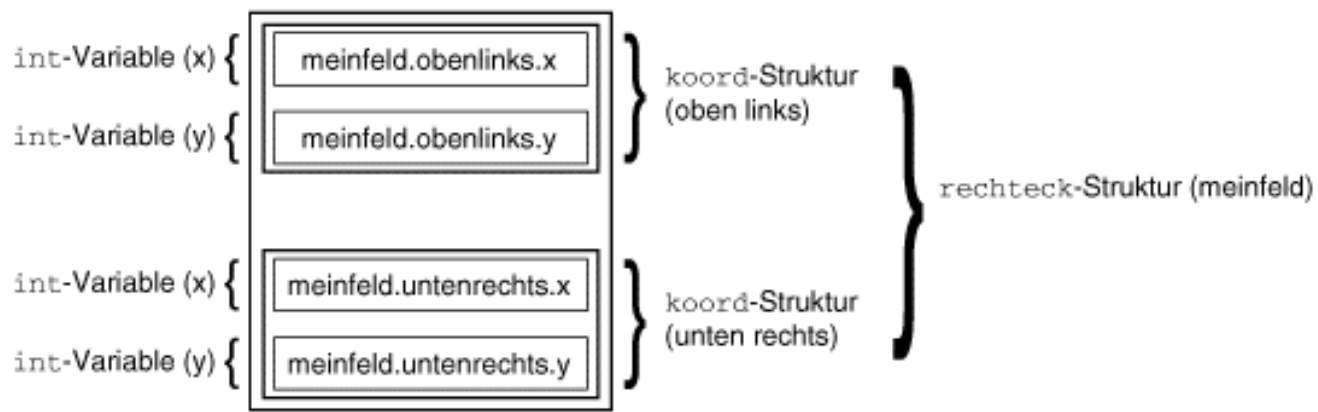 int-Variable (x)
meinfeld.obenlinks.x
int-Variable (y)
meinfeld.obenlinks.y
koord-Struktur
(oben links)
rechteck-Struktur (meinfeld)
int-Variable (x)
meinfeld.untenrechts.x
int-Variable (y)
meinfeld.untenrechts.y
koord-Struktur
(unten rechts)